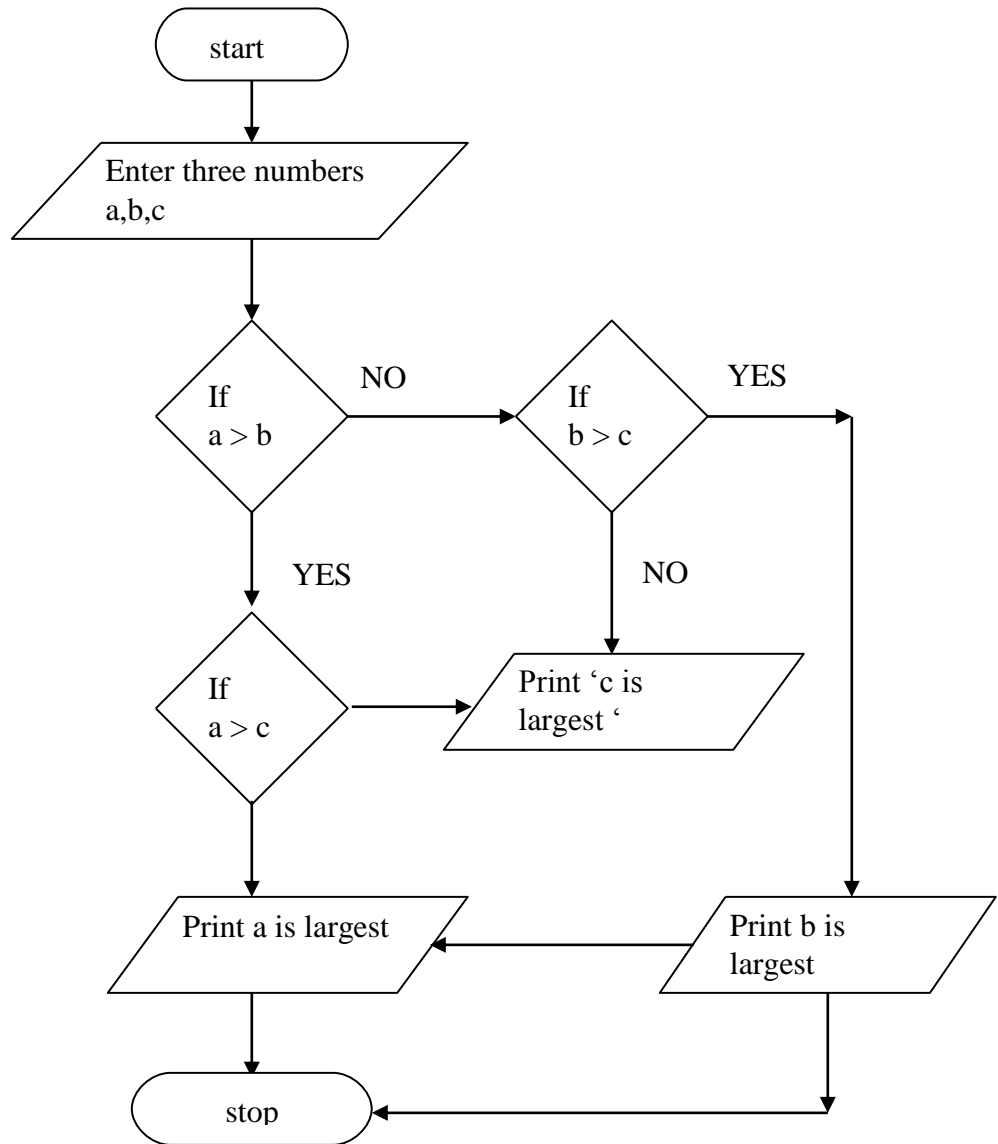 start
Enter three numbers
a,b,c
If
a > b
NO
If
b > c
YES
YES
NO
If
a > c
Print ‘c is
largest ‘
Print a is largest
Print b is
largest
stop